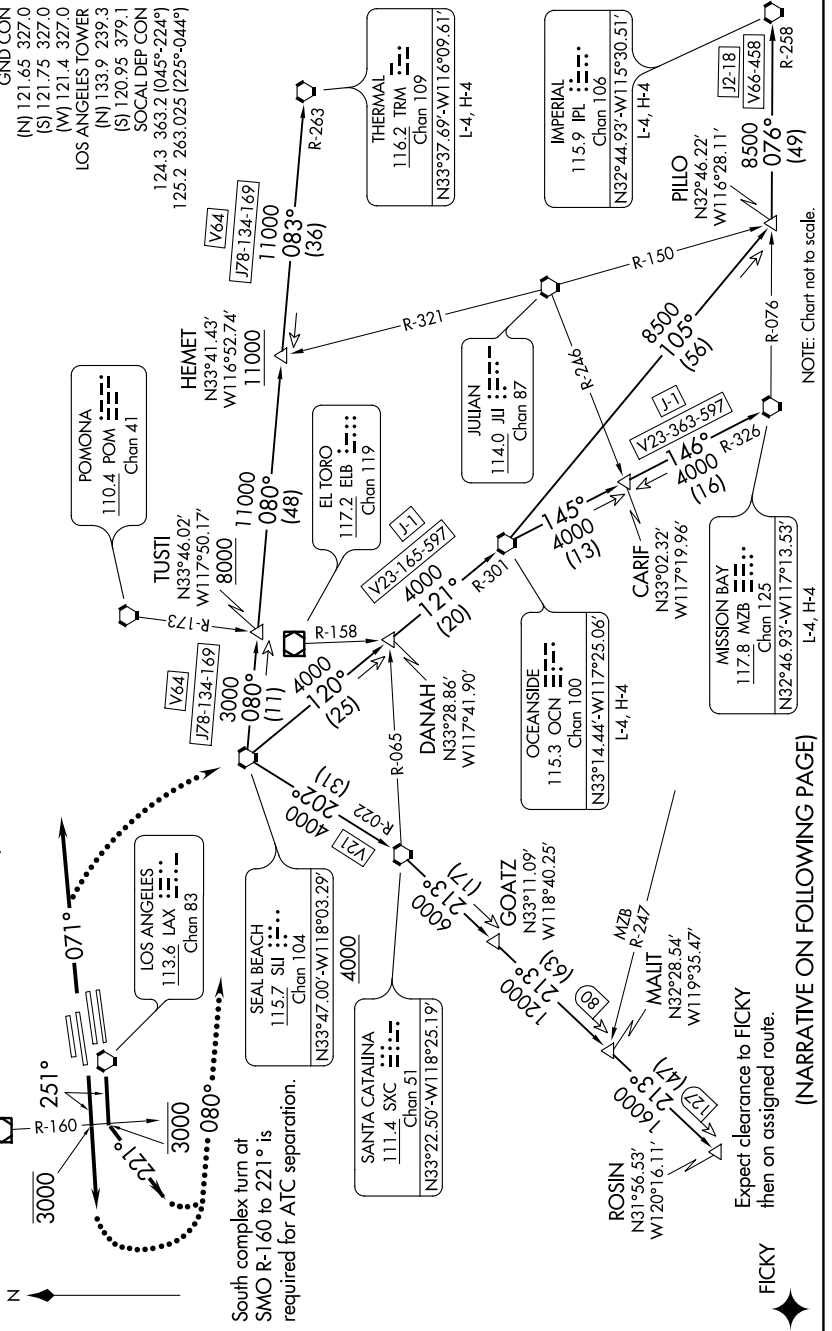 GND CON
(N) 121.65 327.0
(S) 121.75 327.0
(W) 121.4 327.0
LOS ANGELES TOWER
(N) 133.9 239.3
(S) 120.95 379.1
SOCAL DEP CON
124.3 363.2 (045°-224°)
125.2 263.025 (225°-044°)
N
R-160
3000
251°
3000
221°
071°
080°
LOS ANGELES
113.6 LAX
Chan 83
South complex turn at
SMO R-160 to 221° is
required for ATC separation.
SEAL BEACH
115.7 SLI
Chan 104
N33°47.00'-W118°03.29'
4000
V64
J78-134-169
3000
080°
(11)
TUSTI
N33°46.02'
W117°50.17'
8000
R-173
POMONA
110.4 POM
Chan 41
11000
080°
(48)
HEMET
N33°41.43'
W116°52.74'
11000
V64
J78-134-169
11000
083°
(36)
R-263
THERMAL
116.2 TRM
Chan 109
N33°37.69'-W116°09.61'
L-4, H-4
EL TORO
117.2 ELB
Chan 119
R-158
4000
120°
(25)
DANAH
N33°28.86'
W117°41.90'
R-065
J-1
V23-165-597
4000
121°
(20)
R-301
OCEANSIDE
115.3 OCN
Chan 100
N33°14.44'-W117°25.06'
L-4, H-4
R-321
JULIAN
114.0 JLI
Chan 87
R-246
R-150
8500
105°
(56)
145°
4000
(13)
CARIF
N33°02.32'
W117°19.96'
J-1
V23-363-597
146°
4000
(16)
R-326
MISSION BAY
117.8 MZB
Chan 125
N32°46.93'-W117°13.53'
L-4, H-4
R-076
PILLO
N32°46.22'
W116°28.11'
8500
076°
(49)
J2-18
V66-458
R-258
IMPERIAL
115.9 IPL
Chan 106
N32°44.93'-W115°30.51'
L-4, H-4
4000
202°
(31)
R-022
V21
SANTA CATALINA
111.4 SXC
Chan 51
N33°22.50'-W118°25.19'
6000
213°
(17)
GOATZ
N33°11.09'
W118°40.25'
12000
213°
(63)
80
MZB
R-247
MALIT
N32°28.54'
W119°35.47'
16000
213°
(47)
127
ROSIN
N31°56.53'
W120°16.11'
FICKY
Expect clearance to FICKY
then on assigned route.
NOTE: Chart not to scale.
(NARRATIVE ON FOLLOWING PAGE)